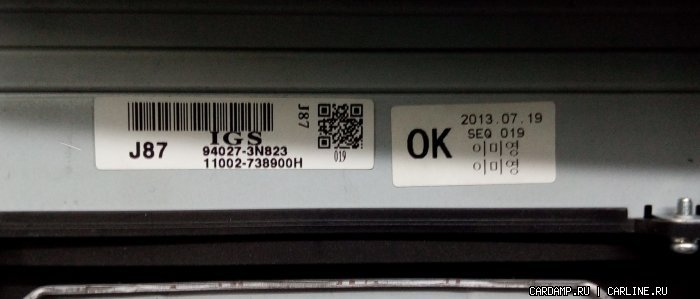 J87
IGS
J87
94027-3N823
11002-738900H
019
OK
2013.07.19
SEQ 019
이미영
이미영
CARDAMP.RU | CARLINE.RU